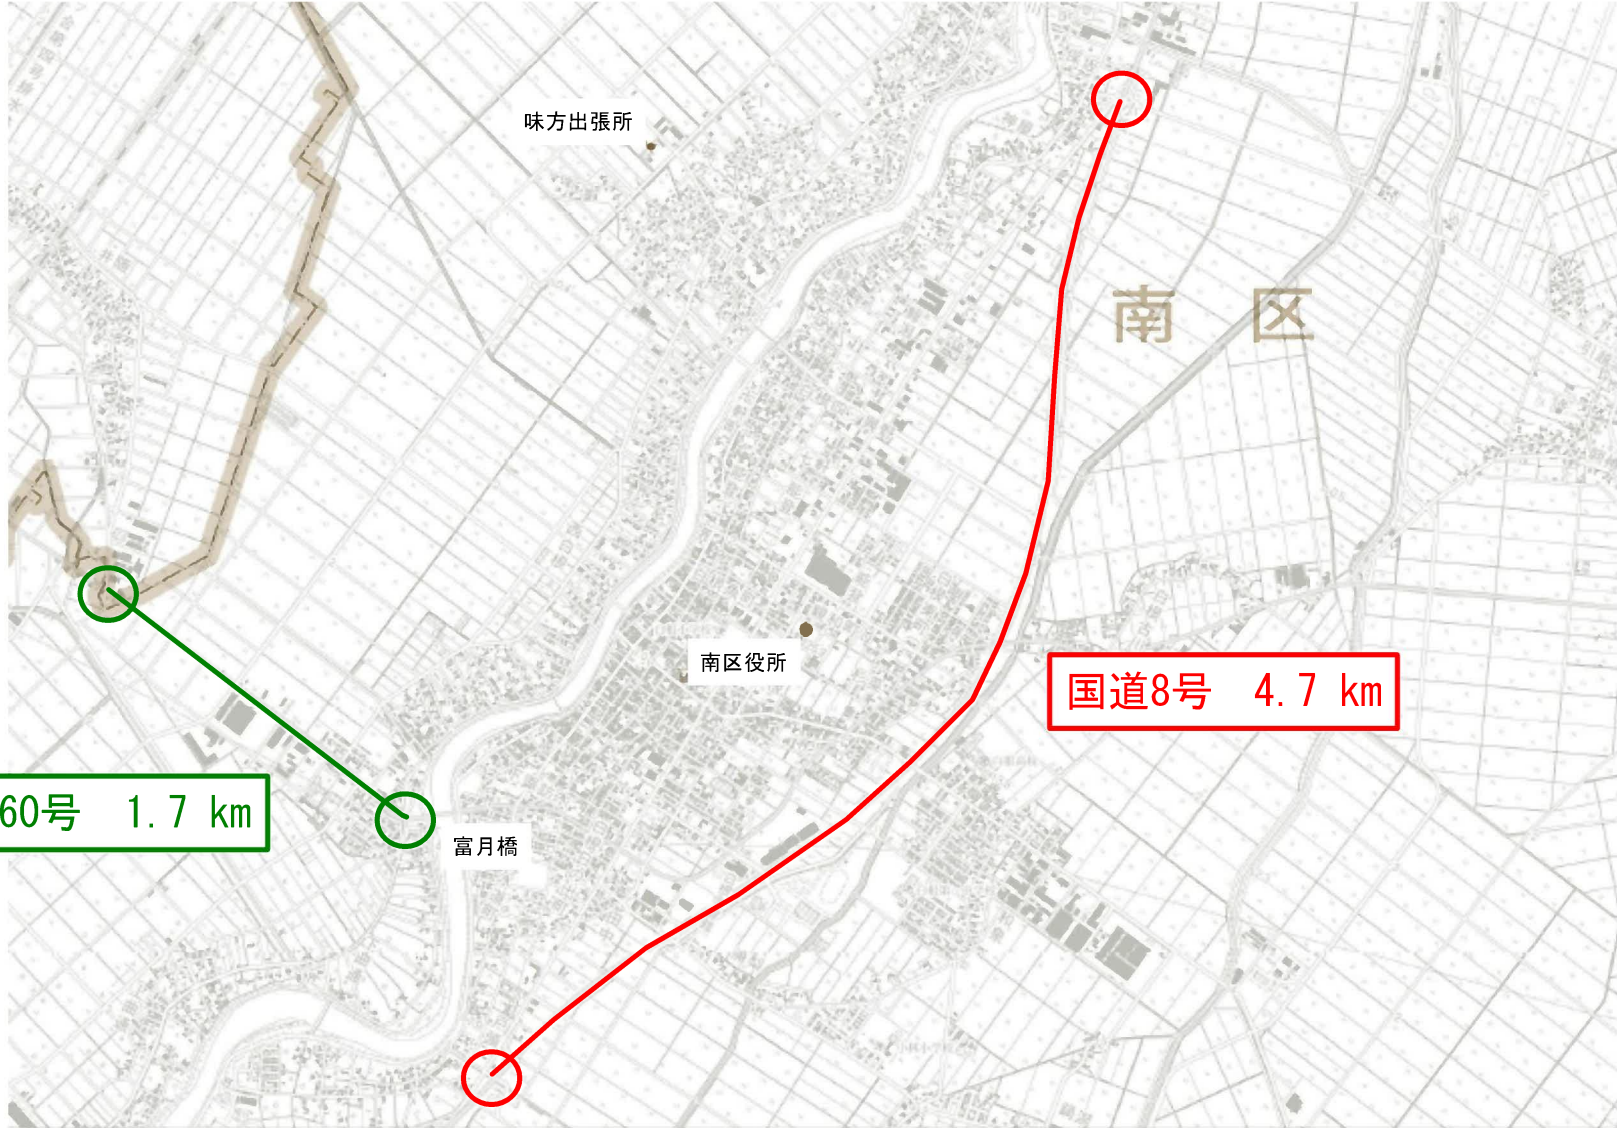 味方出張所
南 区
南区役所
国道8号 4.7 km
60号 1.7 km
富月橋